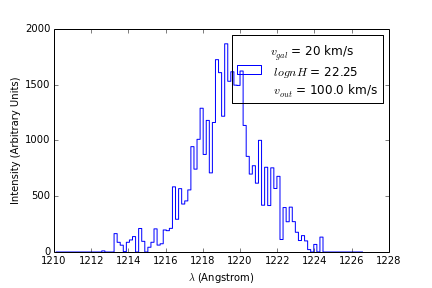 2000
1500
1000
500
0
Intensity (Arbitrary Units)
v_gal = 20 km/s
lognH = 22.25
v_out = 100.0 km/s
1210 1212 1214 1216 1218 1220 1222 1224 1226 1228
λ (Angstrom)